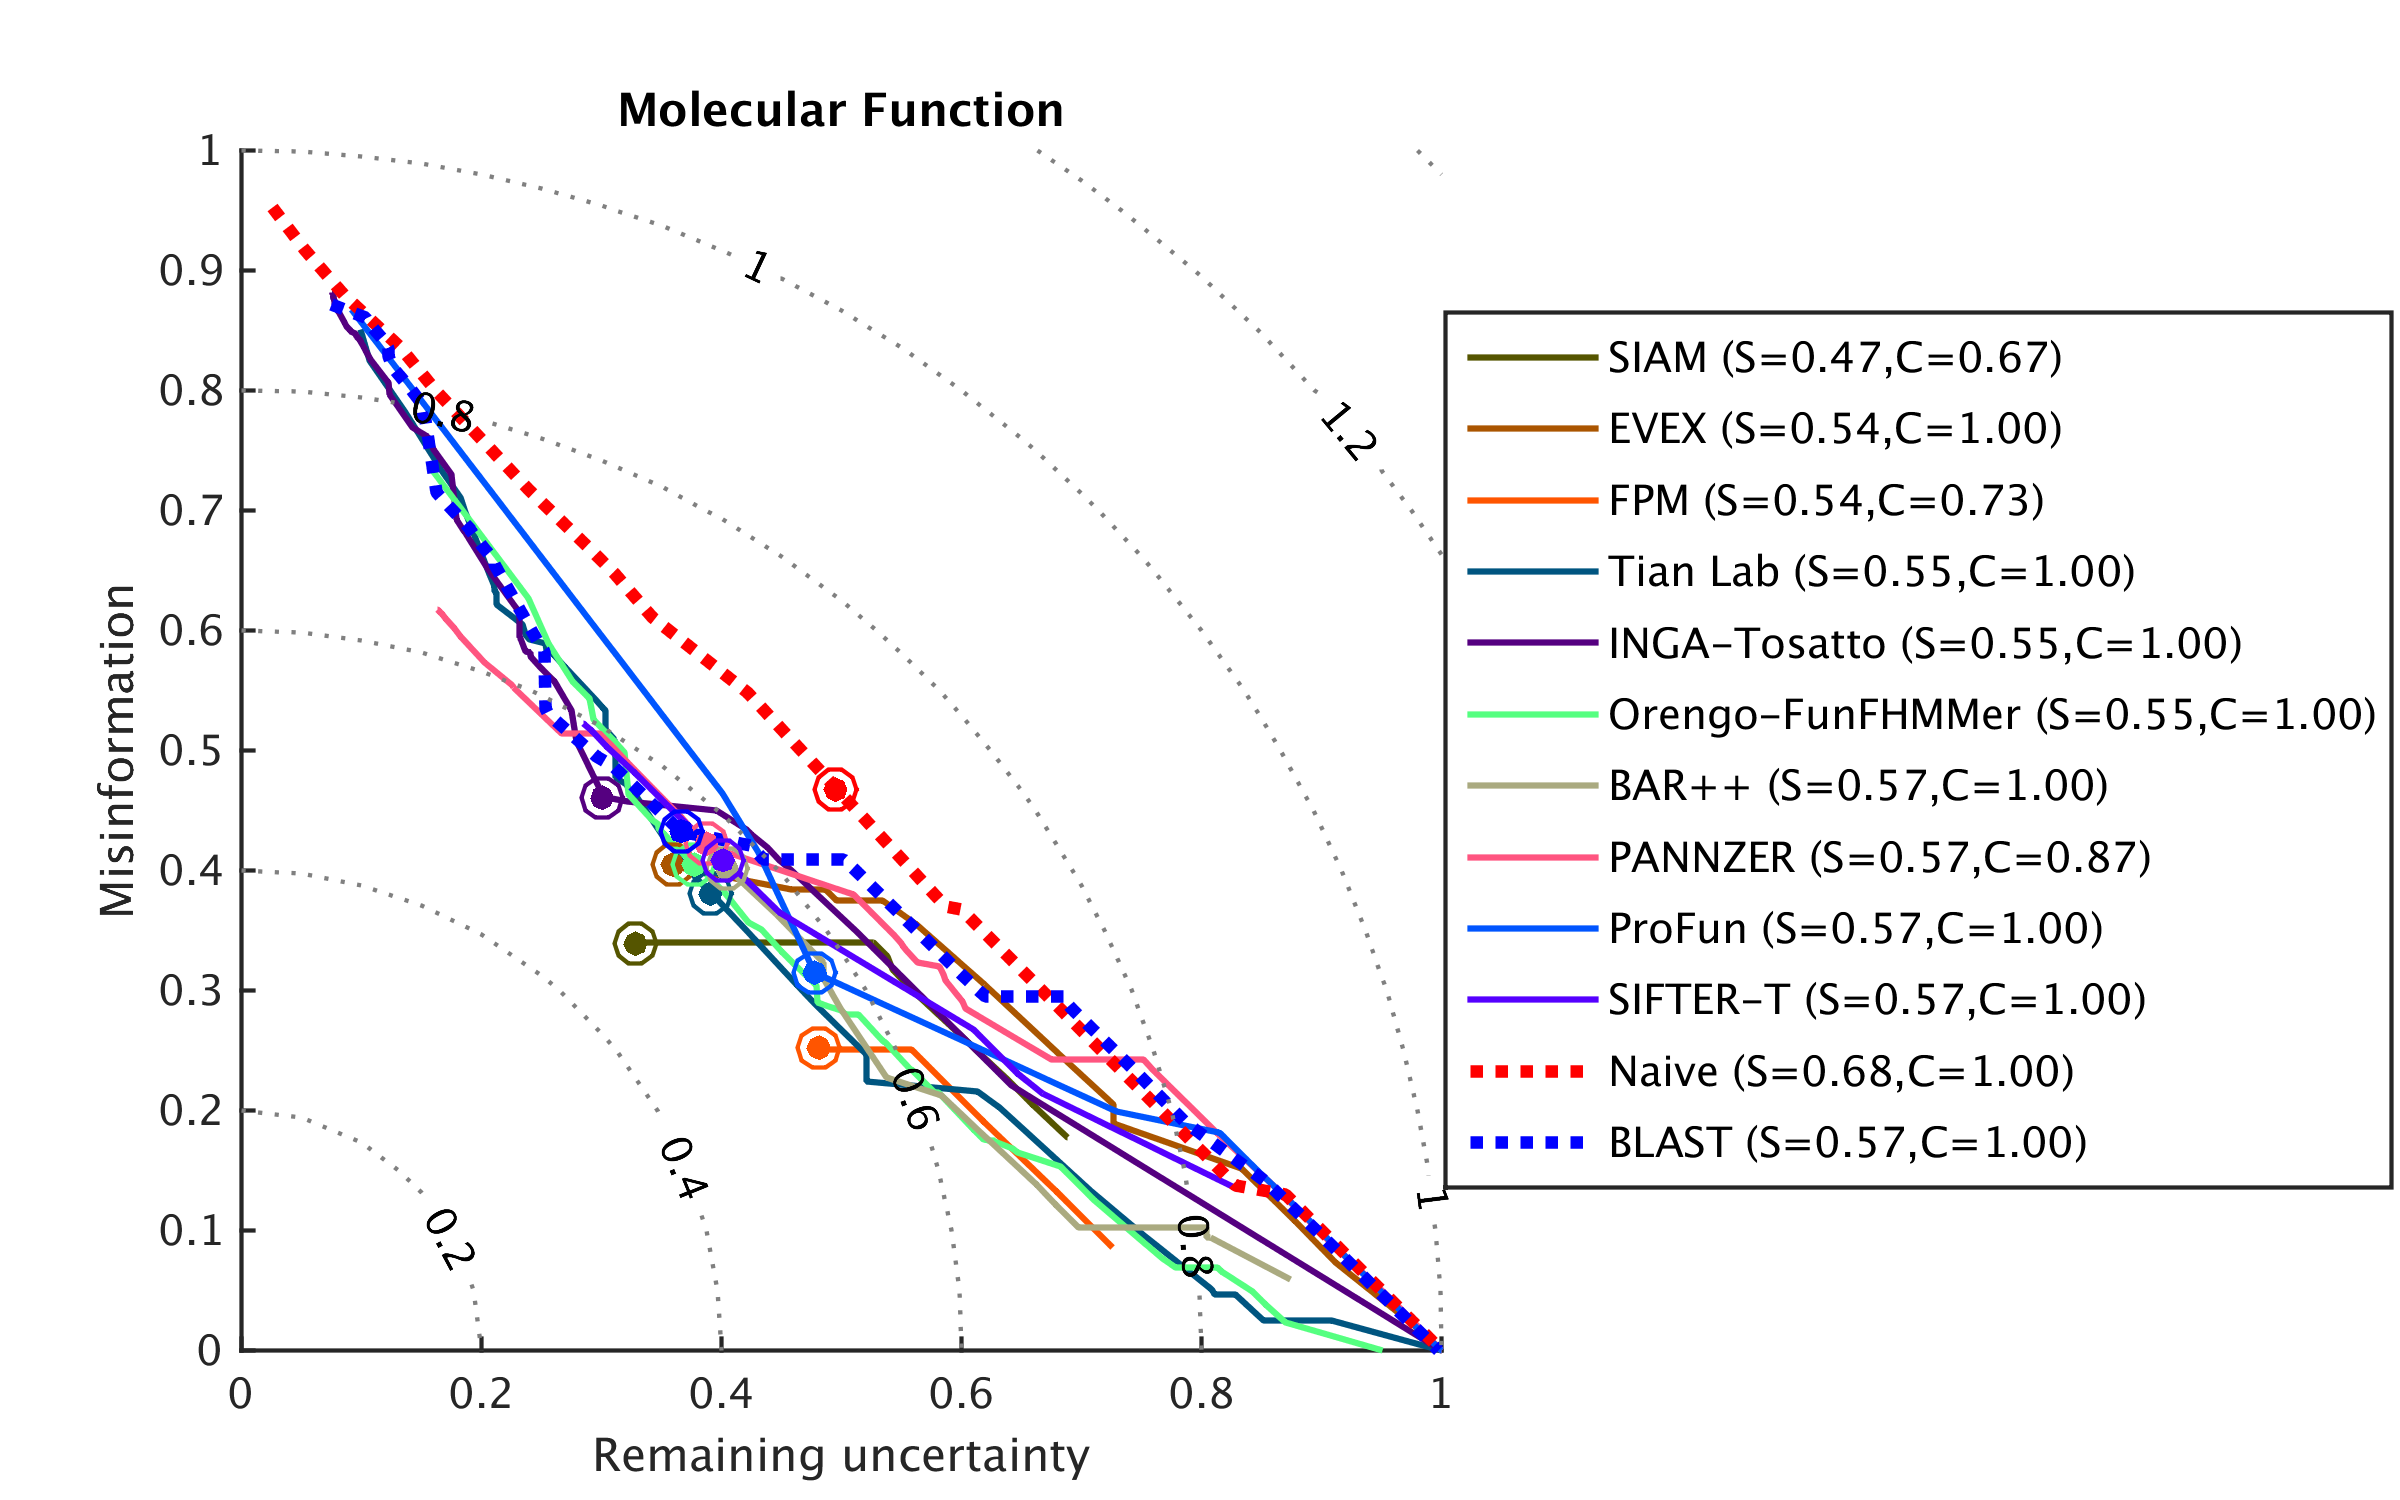 Molecular Function
1
0.9
0.8
0.7
0.6
0.5
0.4
0.3
0.2
0.1
0
Misinformation
0
0.2
0.4
0.6
0.8
1
Remaining uncertainty
1
1.2
0.8
0.6
0.4
0.2
0.8
1
SIAM (S=0.47,C=0.67)
EVEX (S=0.54,C=1.00)
FPM (S=0.54,C=0.73)
Tian Lab (S=0.55,C=1.00)
INGA-Tosatto (S=0.55,C=1.00)
Orengo-FunFHMMer (S=0.55,C=1.00)
BAR++ (S=0.57,C=1.00)
PANNZER (S=0.57,C=0.87)
ProFun (S=0.57,C=1.00)
SIFTER-T (S=0.57,C=1.00)
Naive (S=0.68,C=1.00)
BLAST (S=0.57,C=1.00)